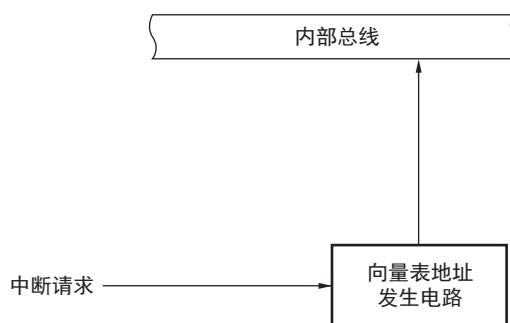 内部总线
中断请求
向量表地址
发生电路